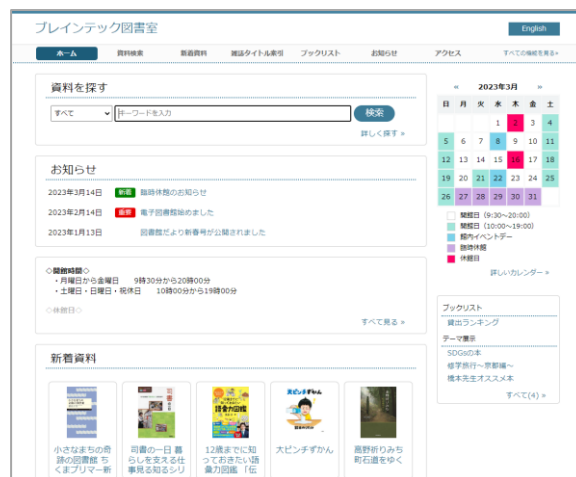 ブレインテック図書室
English
ホーム 資料検索 新着資料 雑誌タイトル索引 ブックリスト お知らせ アクセス すべての機能を見る+
資料を探す
すべて
キーワードを入力
検索
詳しく探す »
お知らせ
2023年3月14日 新着 臨時休館のお知らせ
2023年2月14日 重要 電子図書館始めました
2023年1月13日 図書館だより新春号が公開されました
◇開館時間◇
・月曜日から金曜日 9時30分から20時00分
・土曜日・日曜日・祝休日 10時00分から19時00分
◇休館日◇
すべて見る »
新着資料
小さなまちの奇
跡の図書館 ち
くまプリマー新
司書の一日 暮
らしを支える仕
事見る知るシリ
12歳までに知
っておきたい語
彙力図鑑 「伝
大ピンチずかん
高野祈りみち
町石道をゆく
« 2023年3月 »
日 月 火 水 木 金 土
1 2 3 4
5 6 7 8 9 10 11
12 13 14 15 16 17 18
19 20 21 22 23 24 25
26 27 28 29 30 31
開館日（9:30～20:00）
開館日（10:00～19:00）
館内イベントデー
臨時休館
休館日
詳しいカレンダー »
ブックリスト
貸出ランキング
テーマ展示
SDGsの本
修学旅行～京都編～
橋本先生オススメ本
すべて(4) »